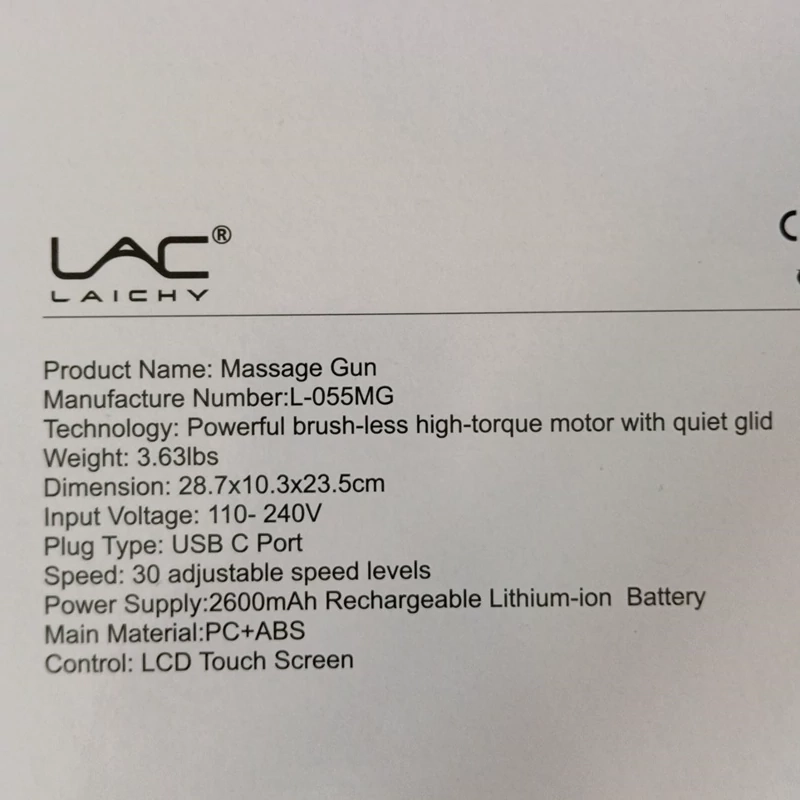 LAC®
LAICHY
Product Name: Massage Gun
Manufacture Number:L-055MG
Technology: Powerful brush-less high-torque motor with quiet glid
Weight: 3.63lbs
Dimension: 28.7x10.3x23.5cm
Input Voltage: 110- 240V
Plug Type: USB C Port
Speed: 30 adjustable speed levels
Power Supply:2600mAh Rechargeable Lithium-ion Battery
Main Material:PC+ABS
Control: LCD Touch Screen